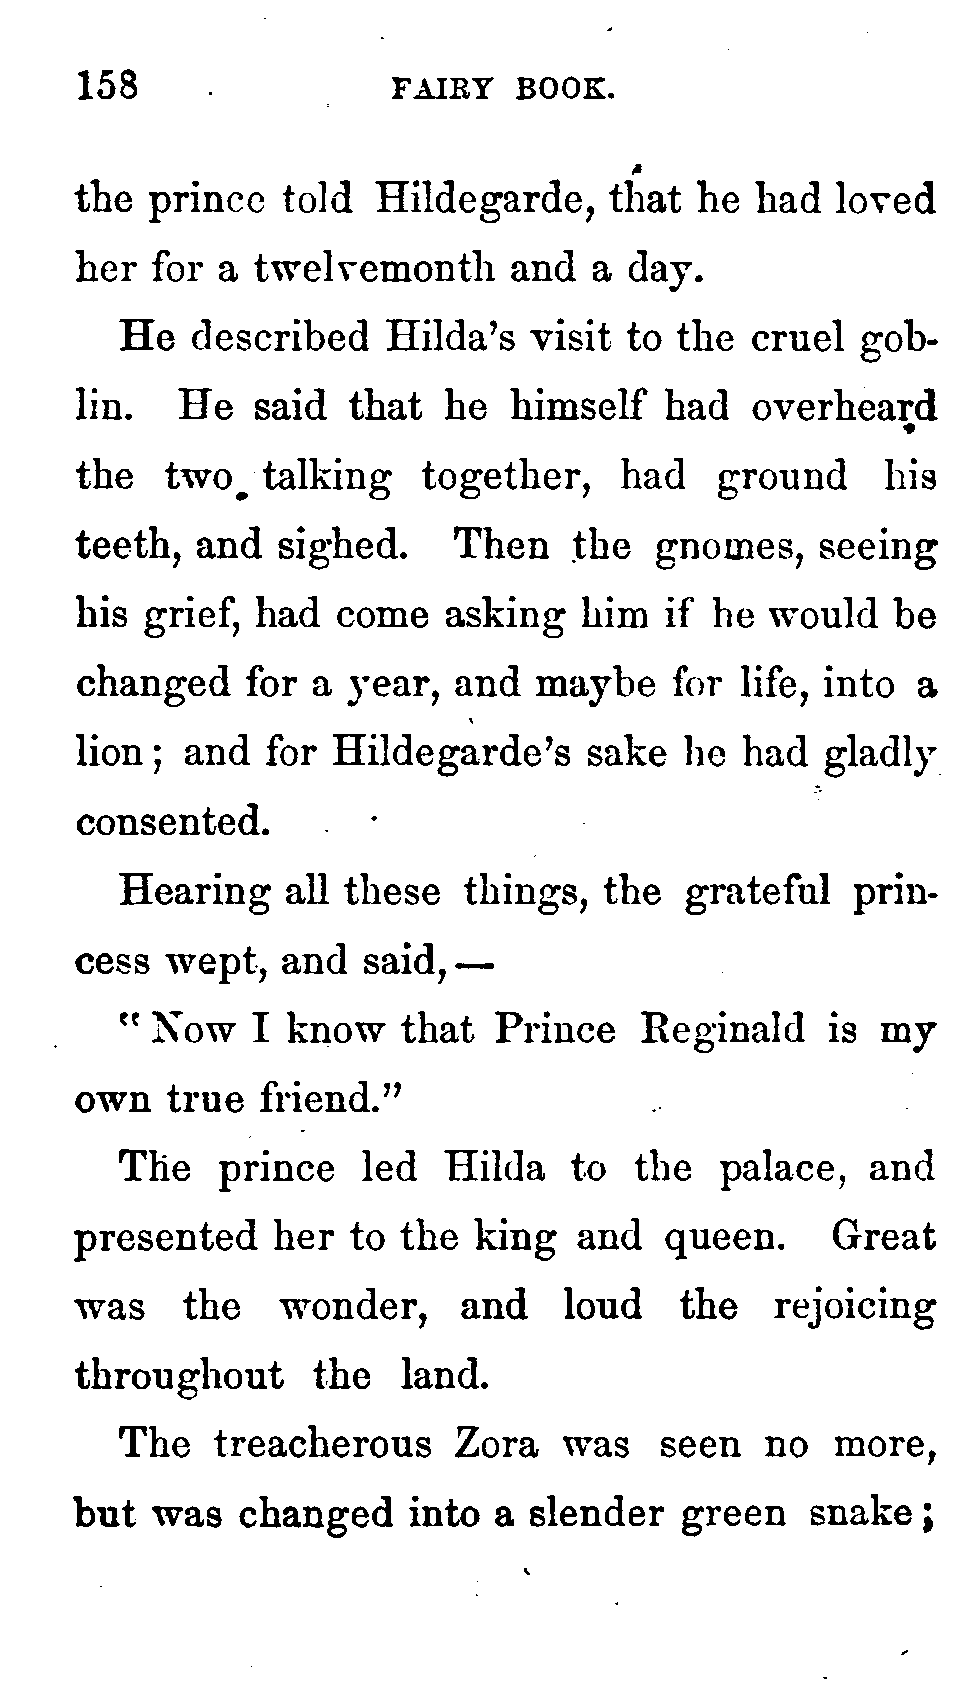 158 FAIRY BOOK.
the prince told Hildegarde, that he had loved
her for a twelvemonth and a day.
He described Hilda's visit to the cruel gob-
lin. He said that he himself had overheard
the two talking together, had ground his
teeth, and sighed. Then the gnomes, seeing
his grief, had come asking him if he would be
changed for a year, and maybe for life, into a
lion; and for Hildegarde's sake he had gladly
consented.
Hearing all these things, the grateful prin-
cess wept, and said,—
"Now I know that Prince Reginald is my
own true friend."
The prince led Hilda to the palace, and
presented her to the king and queen. Great
was the wonder, and loud the rejoicing
throughout the land.
The treacherous Zora was seen no more,
but was changed into a slender green snake;